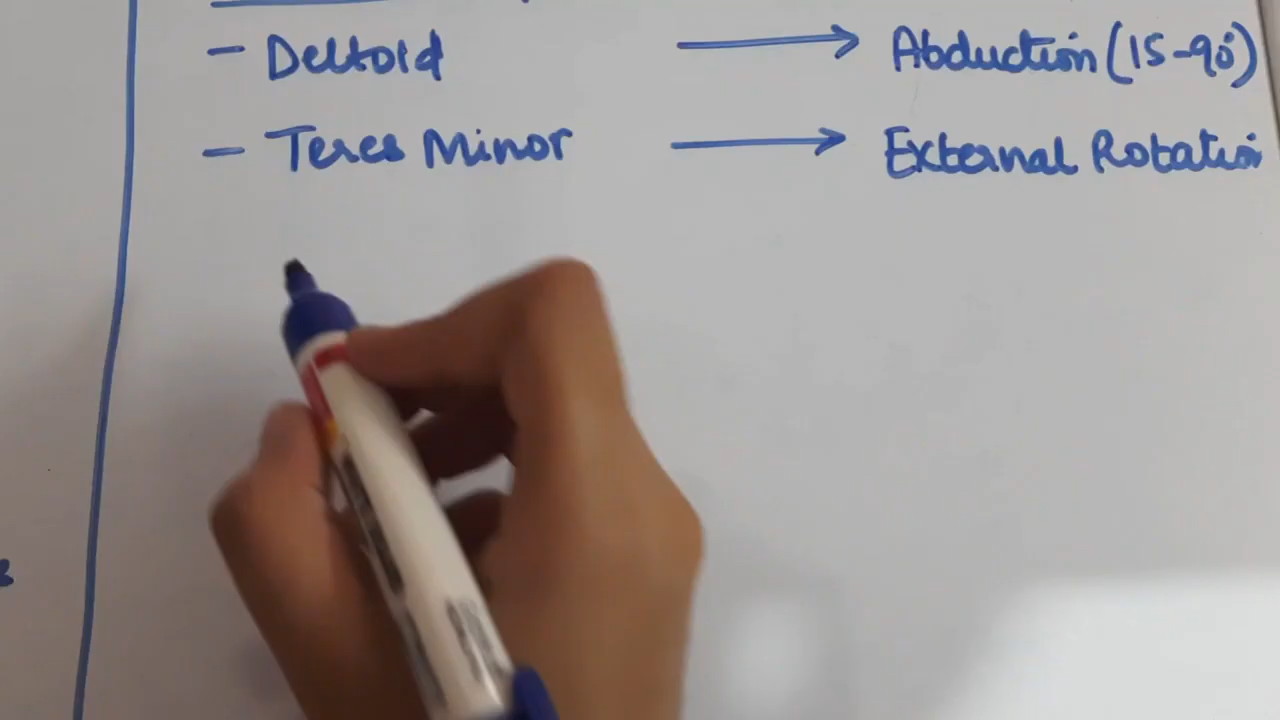 - Deltoid → Abduction (15-90°)
- Teres Minor → External Rotation